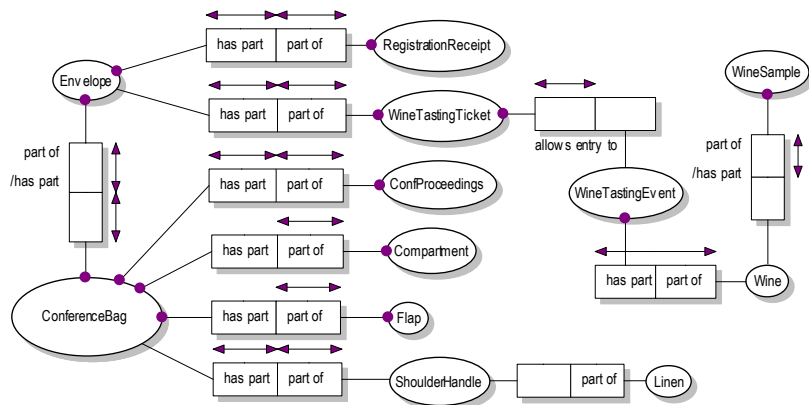 has part part of RegistrationReceipt
Envelope
WineSample
has part part of WineTastingTicket
allows entry to
part of
/has part
part of
/has part
has part part of ConfProceedings
WineTastingEvent
has part part of Compartment
has part part of Wine
ConferenceBag
has part part of Flap
has part part of ShoulderHandle part of Linen